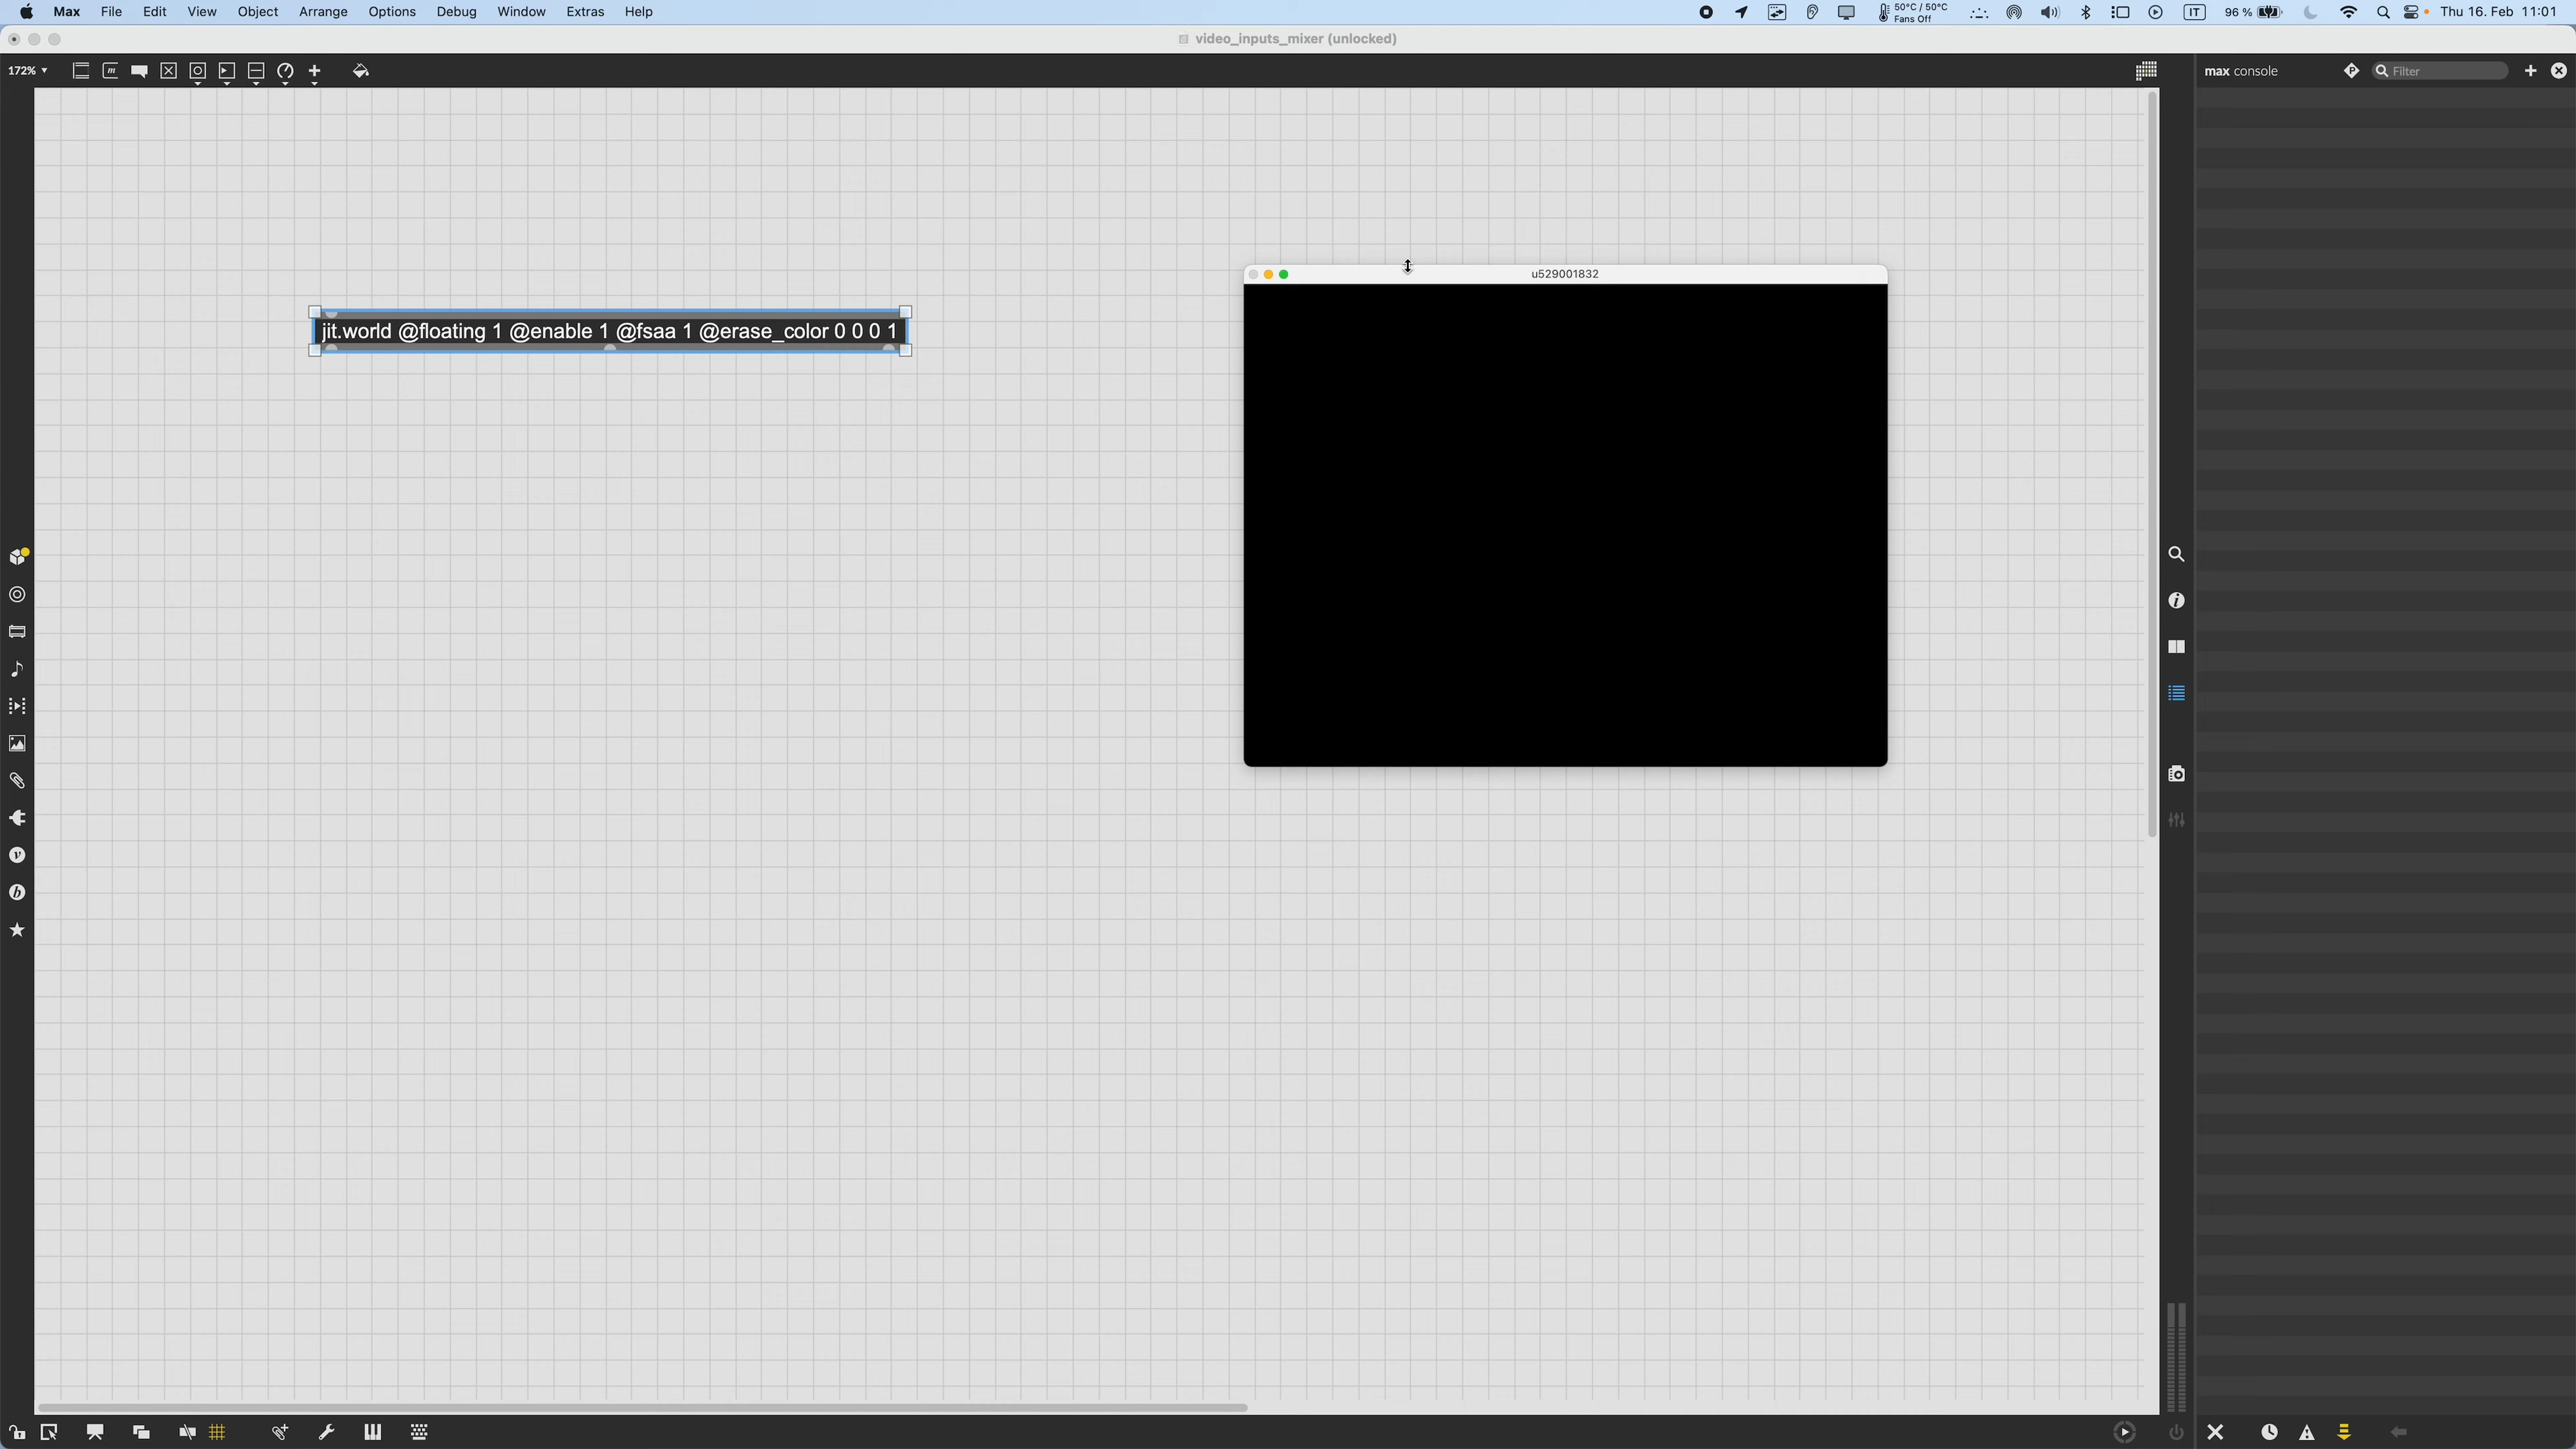 Max File Edit View Object Arrange Options Debug Window Extras Help
50°C / 50°C
Fans Off
IT
96 %
Thu 16. Feb 11:01
video_inputs_mixer (unlocked)
172%
m
max console
P
Filter
u529001832
jit.world @floating 1 @enable 1 @fsaa 1 @erase_color 0 0 0 1
i
v
b